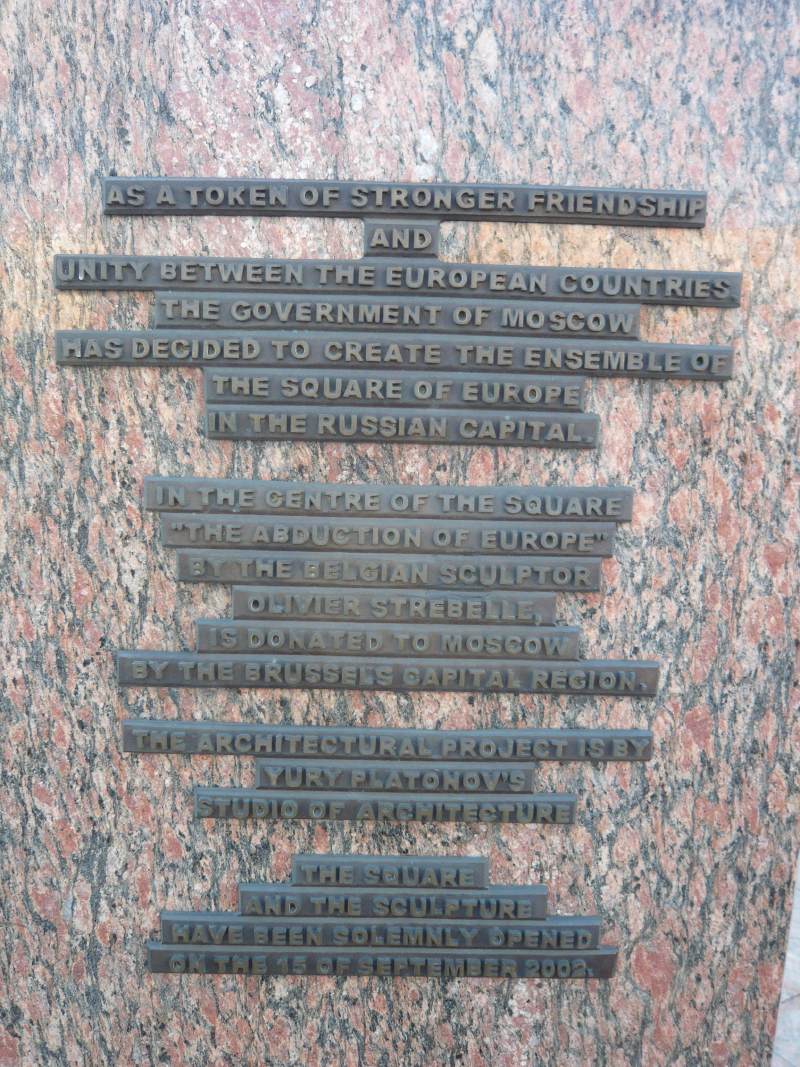 AS A TOKEN OF STRONGER FRIENDSHIP
AND
UNITY BETWEEN THE EUROPEAN COUNTRIES
THE GOVERNMENT OF MOSCOW
HAS DECIDED TO CREATE THE ENSEMBLE OF
THE SQUARE OF EUROPE
IN THE RUSSIAN CAPITAL.
IN THE CENTRE OF THE SQUARE
"THE ABDUCTION OF EUROPE"
BY THE BELGIAN SCULPTOR
OLIVIER STREBELLE,
IS DONATED TO MOSCOW
BY THE BRUSSEL'S CAPITAL REGION.
THE ARCHITECTURAL PROJECT IS BY
YURY PLATONOV'S
STUDIO OF ARCHITECTURE
THE SQUARE
AND THE SCULPTURE
HAVE BEEN SOLEMNLY OPENED
ON THE 15 OF SEPTEMBER 2002.